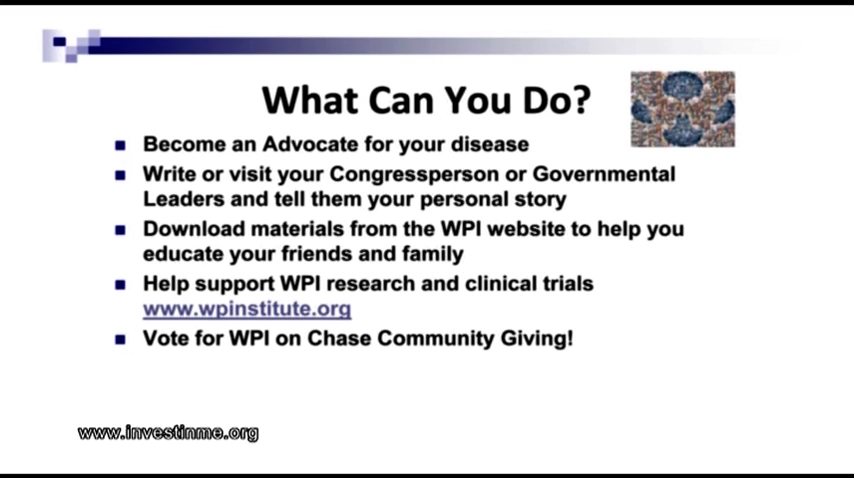 What Can You Do?
Become an Advocate for your disease
Write or visit your Congressperson or Governmental
Leaders and tell them your personal story
Download materials from the WPI website to help you
educate your friends and family
Help support WPI research and clinical trials
www.wpinstitute.org
Vote for WPI on Chase Community Giving!
www.investinme.org